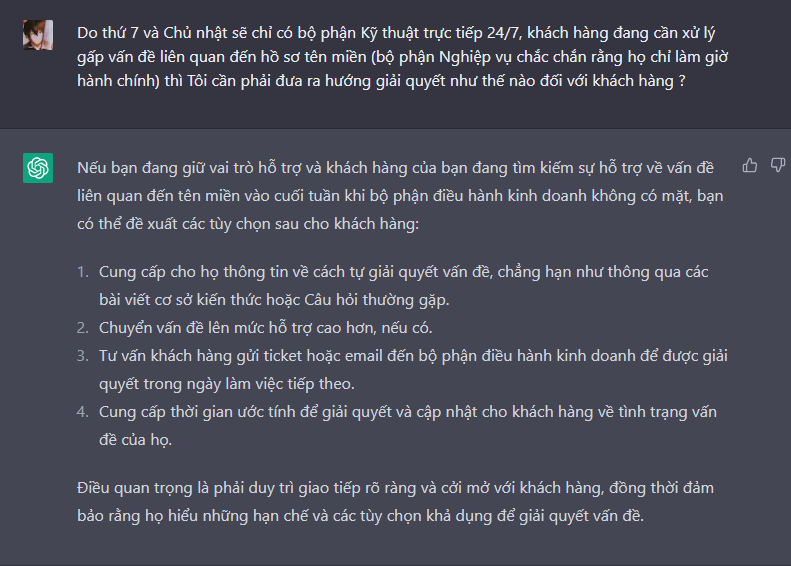 Do thứ 7 và Chủ nhật sẽ chỉ có bộ phận Kỹ thuật trực tiếp 24/7, khách hàng đang cần xử lý
gấp vấn đề liên quan đến hồ sơ tên miền (bộ phận Nghiệp vụ chắc chắn rằng họ chỉ làm giờ
hành chính) thì Tôi cần phải đưa ra hướng giải quyết như thế nào đối với khách hàng ?
Nếu bạn đang giữ vai trò hỗ trợ và khách hàng của bạn đang tìm kiếm sự hỗ trợ về vấn đề
liên quan đến tên miền vào cuối tuần khi bộ phận điều hành kinh doanh không có mặt, bạn
có thể đề xuất các tùy chọn sau cho khách hàng:
1. Cung cấp cho họ thông tin về cách tự giải quyết vấn đề, chẳng hạn như thông qua các
bài viết cơ sở kiến thức hoặc Câu hỏi thường gặp.
2. Chuyển vấn đề lên mức hỗ trợ cao hơn, nếu có.
3. Tư vấn khách hàng gửi ticket hoặc email đến bộ phận điều hành kinh doanh để được giải
quyết trong ngày làm việc tiếp theo.
4. Cung cấp thời gian ước tính để giải quyết và cập nhật cho khách hàng về tình trạng vấn
đề của họ.
Điều quan trọng là phải duy trì giao tiếp rõ ràng và cởi mở với khách hàng, đồng thời đảm
bảo rằng họ hiểu những hạn chế và các tùy chọn khả dụng để giải quyết vấn đề.